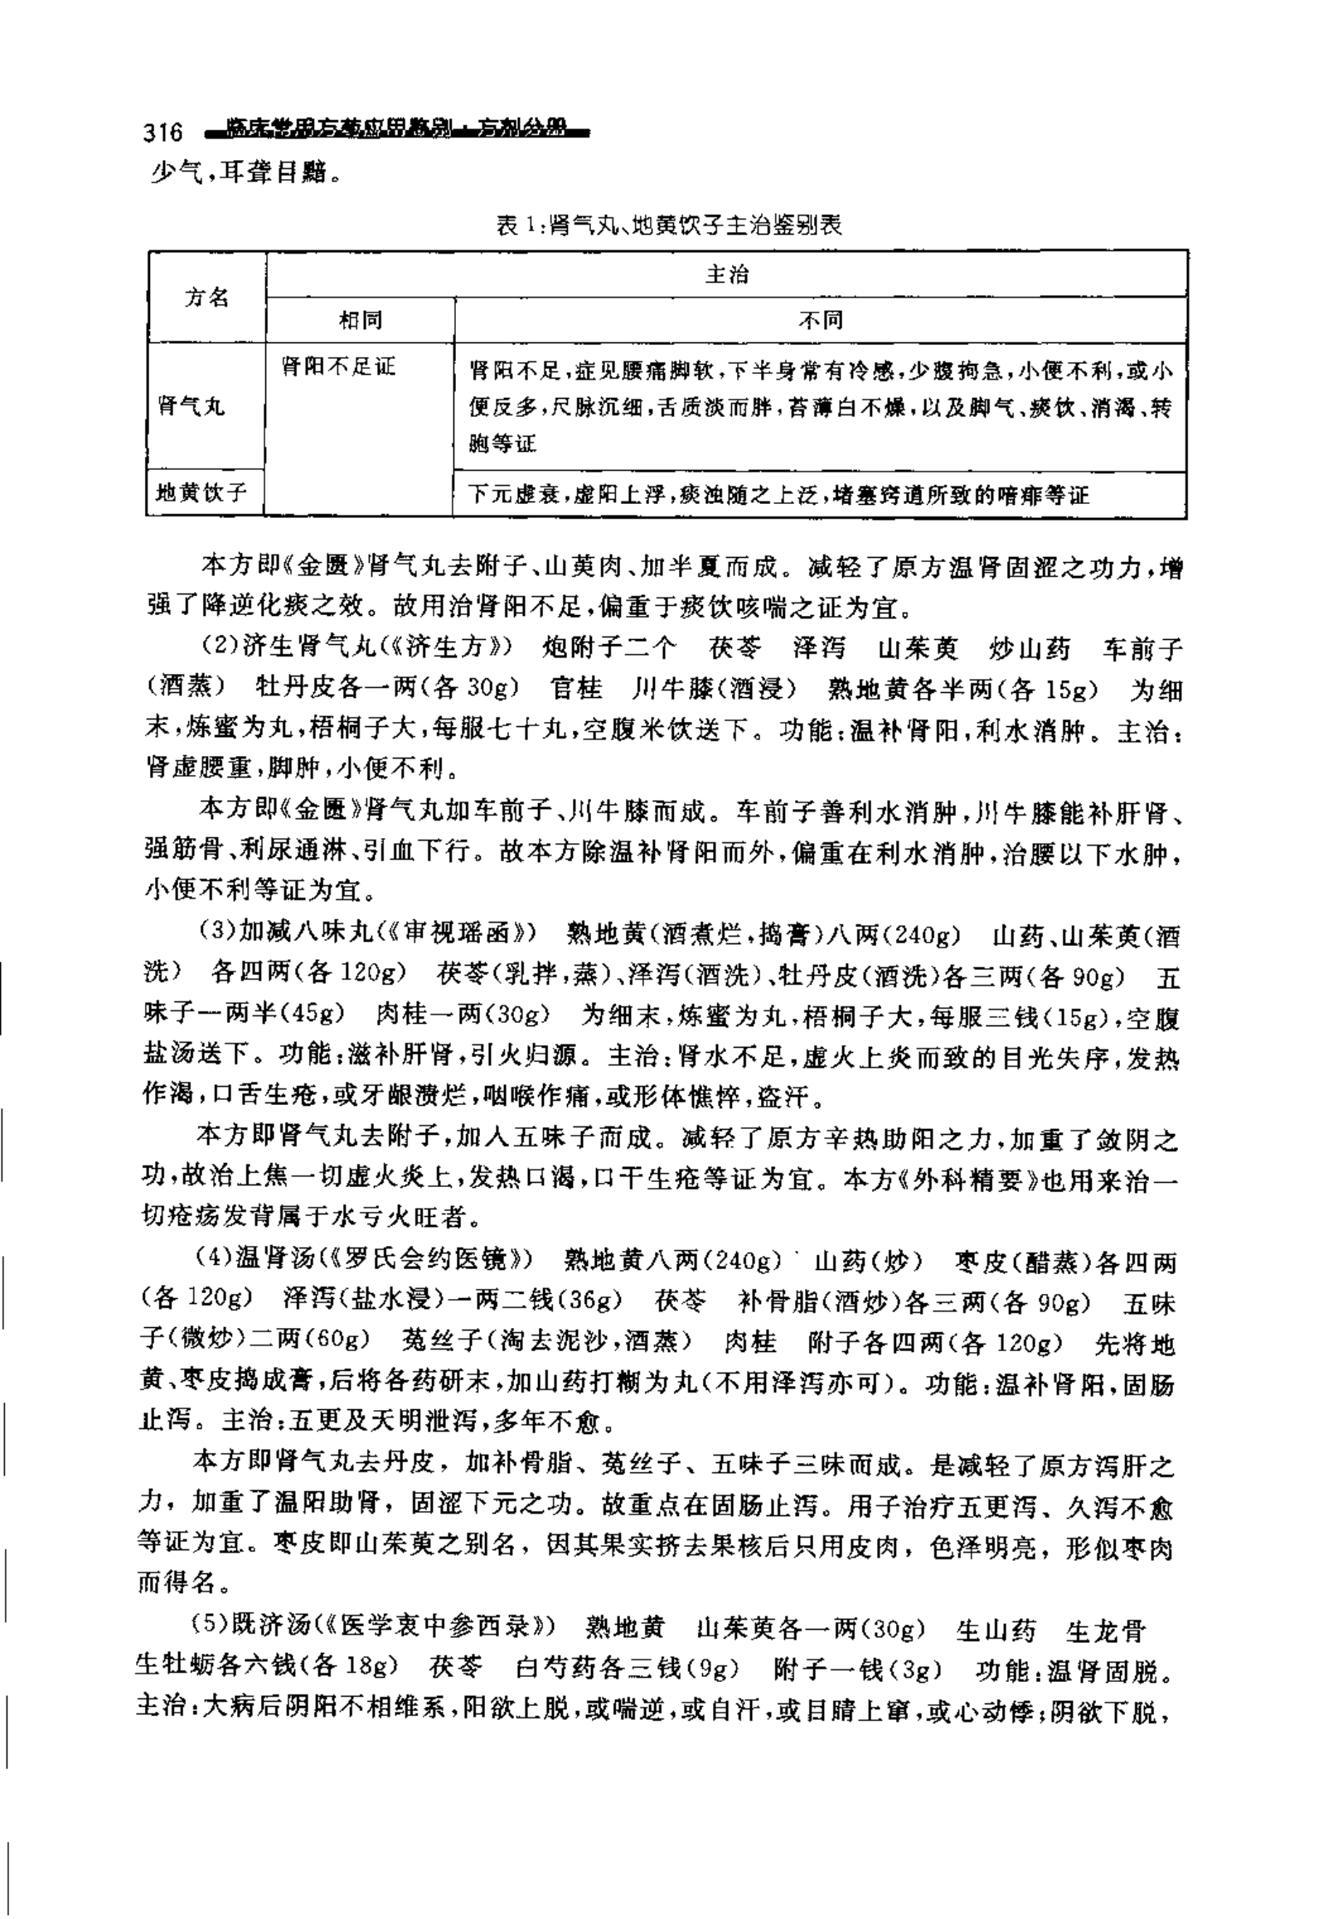 316 临床常用方药应用鉴别·方剂分册
少气,耳聋目黯。
表 1:肾气丸、地黄饮子主治鉴别表
方名
主治
相同
不同
肾气丸
肾阳不足证
肾阳不足,症见腰痛脚软,下半身常有冷感,少腹拘急,小便不利,或小
便反多,尺脉沉细,舌质淡而胖,苔薄白不燥,以及脚气、痰饮、消渴、转
胞等证
地黄饮子
下元虚衰,虚阳上浮,痰浊随之上泛,堵塞窍道所致的喑痱等证
本方即《金匮》肾气丸去附子、山萸肉、加半夏而成。减轻了原方温肾固涩之功力,增
强了降逆化痰之效。故用治肾阳不足,偏重于痰饮咳喘之证为宜。
(2)济生肾气丸(《济生方》) 炮附子二个 茯苓 泽泻 山茱萸 炒山药 车前子
(酒蒸) 牡丹皮各一两(各 30g) 官桂 川牛膝(酒浸) 熟地黄各半两(各 15g) 为细
末,炼蜜为丸,梧桐子大,每服七十丸,空腹米饮送下。功能:温补肾阳,利水消肿。主治:
肾虚腰重,脚肿,小便不利。
本方即《金匮》肾气丸加车前子、川牛膝而成。车前子善利水消肿,川牛膝能补肝肾、
强筋骨、利尿通淋、引血下行。故本方除温补肾阳而外,偏重在利水消肿,治腰以下水肿,
小便不利等证为宜。
(3)加减八味丸(《审视瑶函》) 熟地黄(酒煮烂,捣膏)八两(240g) 山药、山茱萸(酒
洗) 各四两(各 120g) 茯苓(乳拌,蒸)、泽泻(酒洗)、牡丹皮(酒洗)各三两(各 90g) 五
味子一两半(45g) 肉桂一两(30g) 为细末,炼蜜为丸,梧桐子大,每服三钱(15g),空腹
盐汤送下。功能:滋补肝肾,引火归源。主治:肾水不足,虚火上炎而致的目光失序,发热
作渴,口舌生疮,或牙龈溃烂,咽喉作痛,或形体憔悴,盗汗。
本方即肾气丸去附子,加入五味子而成。减轻了原方辛热助阳之力,加重了敛阴之
功,故治上焦一切虚火炎上,发热口渴,口干生疮等证为宜。本方《外科精要》也用来治一
切疮疡发背属于水亏火旺者。
(4)温肾汤(《罗氏会约医镜》) 熟地黄八两(240g) 山药(炒) 枣皮(醋蒸)各四两
(各 120g) 泽泻(盐水浸)一两二钱(36g) 茯苓 补骨脂(酒炒)各三两(各 90g) 五味
子(微炒)二两(60g) 菟丝子(淘去泥沙,酒蒸) 肉桂 附子各四两(各 120g) 先将地
黄、枣皮捣成膏,后将各药研末,加山药打糊为丸(不用泽泻亦可)。功能:温补肾阳,固肠
止泻。主治:五更及天明泄泻,多年不愈。
本方即肾气丸去丹皮,加补骨脂、菟丝子、五味子三味而成。是减轻了原方泻肝之
力,加重了温阳助肾,固涩下元之功。故重点在固肠止泻。用子治疗五更泻、久泻不愈
等证为宜。枣皮即山茱萸之别名,因其果实挤去果核后只用皮肉,色泽明亮,形似枣肉
而得名。
(5)既济汤(《医学衷中参西录》) 熟地黄 山茱萸各一两(30g) 生山药 生龙骨
生牡蛎各六钱(各 18g) 茯苓 白芍药各三钱(9g) 附子一钱(3g) 功能:温肾固脱。
主治:大病后阴阳不相维系,阳欲上脱,或喘逆,或自汗,或目睛上窜,或心动悸;阴欲下脱,